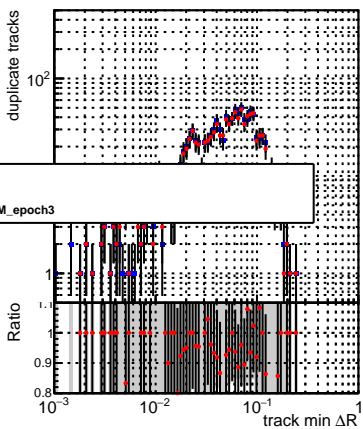 duplicate tracks
10²
M_epoch3
1
Ratio
1.1
1
0.9
0.8
10⁻³ 10⁻² 10⁻¹ 1
track min ΔR